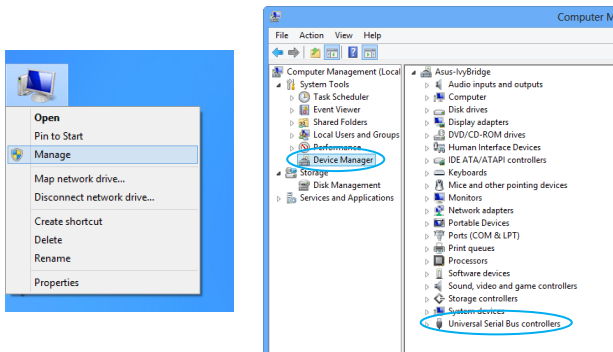 Open
Pin to Start
Manage
Map network drive...
Disconnect network drive...
Create shortcut
Delete
Rename
Properties
Computer M
File Action View Help
Computer Management (Local
System Tools
Task Scheduler
Event Viewer
Shared Folders
Local Users and Groups
Performance
Device Manager
Storage
Disk Management
Services and Applications
Asus-IvyBridge
Audio inputs and outputs
Computer
Disk drives
Display adapters
DVD/CD-ROM drives
Human Interface Devices
IDE ATA/ATAPI controllers
Keyboards
Mice and other pointing devices
Monitors
Network adapters
Portable Devices
Ports (COM & LPT)
Print queues
Processors
Software devices
Sound, video and game controllers
Storage controllers
System devices
Universal Serial Bus controllers